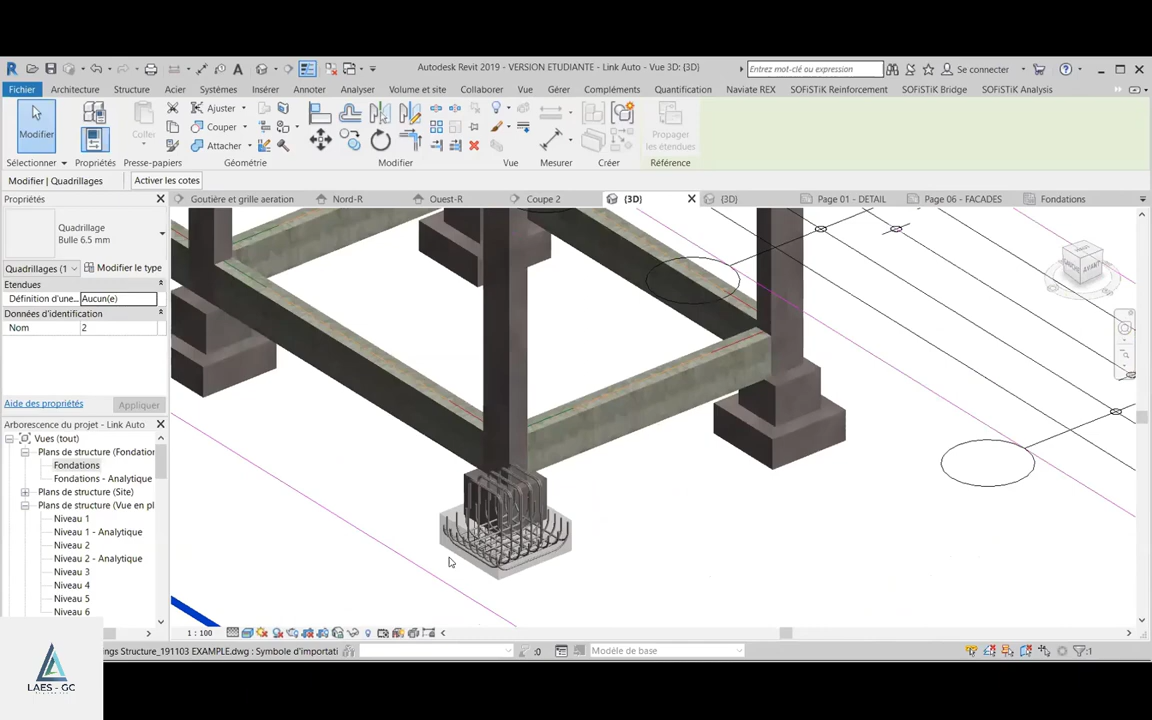 Autodesk Revit 2019 - VERSION ETUDIANTE - Link Auto - Vue 3D: {3D}
Entrez mot-clé ou expression
Se connecter
Fichier Architecture Structure Acier Systèmes Insérer Annoter Analyser Volume et site Collaborer Vue Gérer Compléments Quantification Naviate REX SOFiSTiK Reinforcement SOFiSTiK Bridge SOFiSTiK Analysis
Modifier
Coller
Ajuster
Couper
Attacher
Propager
les étendues
Sélectionner Propriétés Presse-papiers Géométrie Modifier Vue Mesurer Créer Référence
Modifier | Quadrillages Activer les cotes
Propriétés
Goutière et grille aeration Nord-R Ouest-R Coupe 2 {3D} {3D} Page 01 - DETAIL Page 06 - FACADES Fondations
Quadrillage
Bulle 6.5 mm
Quadrillages (1 Modifier le type
Etendues
Définition d'une... Aucun(e)
Données d'identification
Nom 2
Aide des propriétés Appliquer
Arborescence du projet - Link Auto
Vues (tout)
Plans de structure (Fondation
Fondations
Fondations - Analytique
Plans de structure (Site)
Plans de structure (Vue en pl
Niveau 1
Niveau 1 - Analytique
Niveau 2
Niveau 2 - Analytique
Niveau 3
Niveau 4
Niveau 5
Niveau 6
AVANT
1 : 100
ngs Structure_191103 EXAMPLE.dwg : Symbole d'importati
:0
Modèle de base
:1
LAES - GC